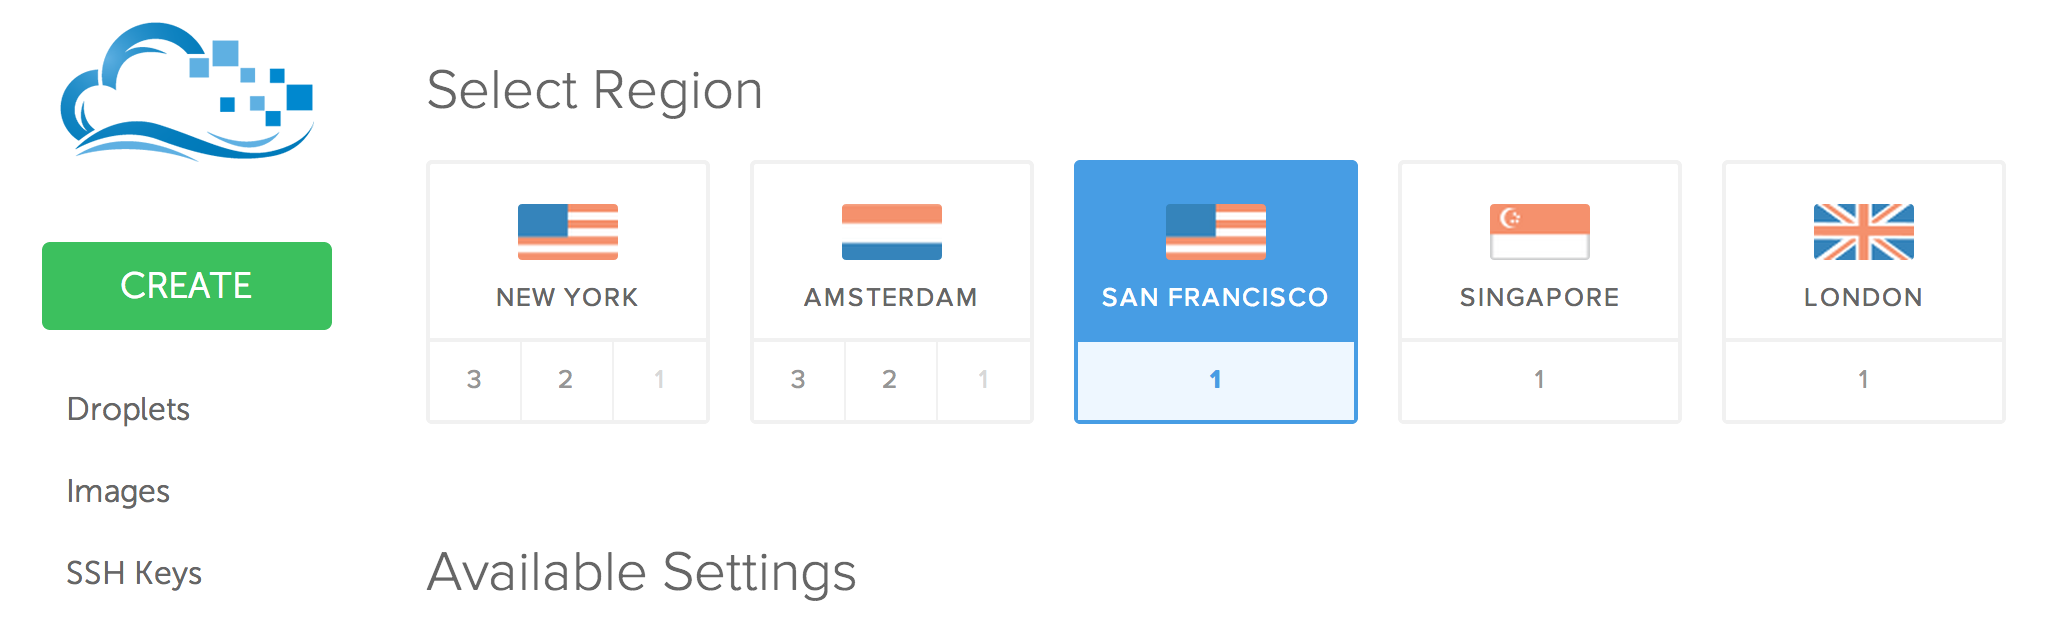 Select Region
CREATE
NEW YORK
3 2 1
AMSTERDAM
3 2 1
SAN FRANCISCO
1
SINGAPORE
1
LONDON
1
Droplets
Images
SSH Keys
Available Settings